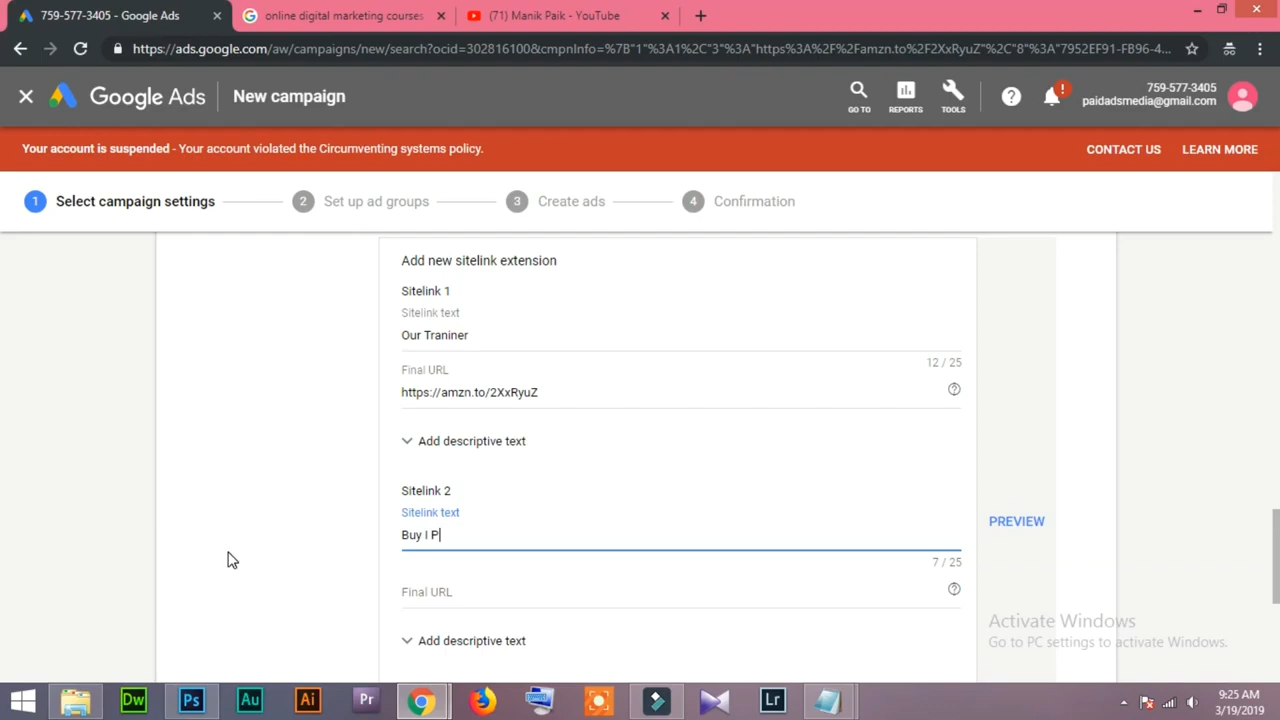 759-577-3405 - Google Ads
online digital marketing courses
(71) Manik Paik - YouTube
https://ads.google.com/aw/campaigns/new/search?ocid=302816100&cmpnInfo=%7B"1"%3A1%2C"3"%3A"https%3A%2F%2Famzn.to%2F2XxRyuZ"%2C"8"%3A"7952EF91-FB96-4...
Google Ads
New campaign
GO TO
REPORTS
TOOLS
759-577-3405
paidadsmedia@gmail.com
Your account is suspended - Your account violated the Circumventing systems policy.
CONTACT US
LEARN MORE
1 Select campaign settings
2 Set up ad groups
3 Create ads
4 Confirmation
Add new sitelink extension
Sitelink 1
Sitelink text
Our Traniner
12 / 25
Final URL
https://amzn.to/2XxRyuZ
Add descriptive text
Sitelink 2
Sitelink text
Buy I P
7 / 25
PREVIEW
Final URL
Add descriptive text
Activate Windows
Go to PC settings to activate Windows.
Dw
Ps
Au
Ai
Pr
Lr
9:25 AM
3/19/2019